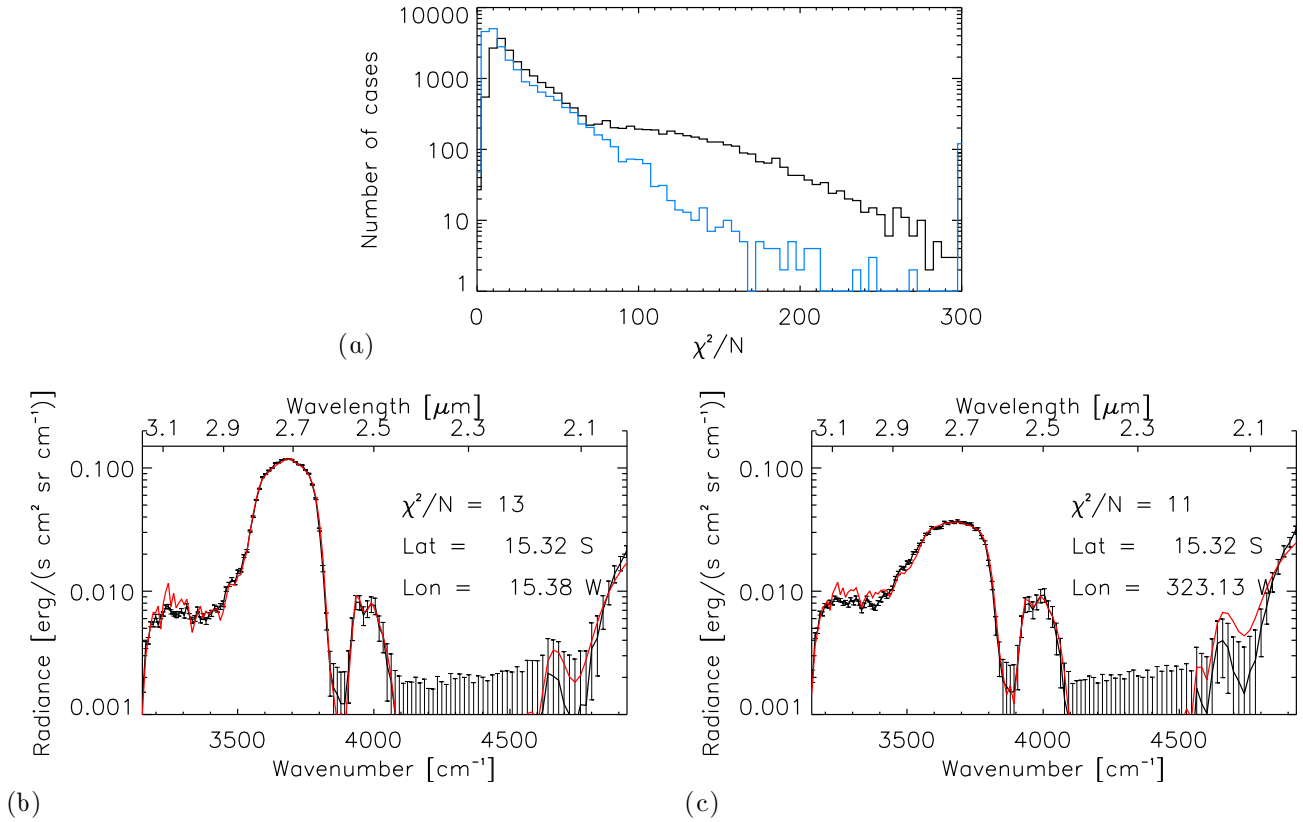 10000
1000
100
10
1
Number of cases
0
100
200
300
χ²/N
(a)
Wavelength [μm]
3.1
2.9
2.7
2.5
2.3
2.1
Radiance [erg/(s cm² sr cm⁻¹)]
0.100
0.010
0.001
χ²/N = 13
Lat = 15.32 S
Lon = 15.38 W
3500
4000
4500
Wavenumber [cm⁻¹]
(b)
Wavelength [μm]
3.1
2.9
2.7
2.5
2.3
2.1
Radiance [erg/(s cm² sr cm⁻¹)]
0.100
0.010
0.001
χ²/N = 11
Lat = 15.32 S
Lon = 323.13 W
3500
4000
4500
Wavenumber [cm⁻¹]
(c)